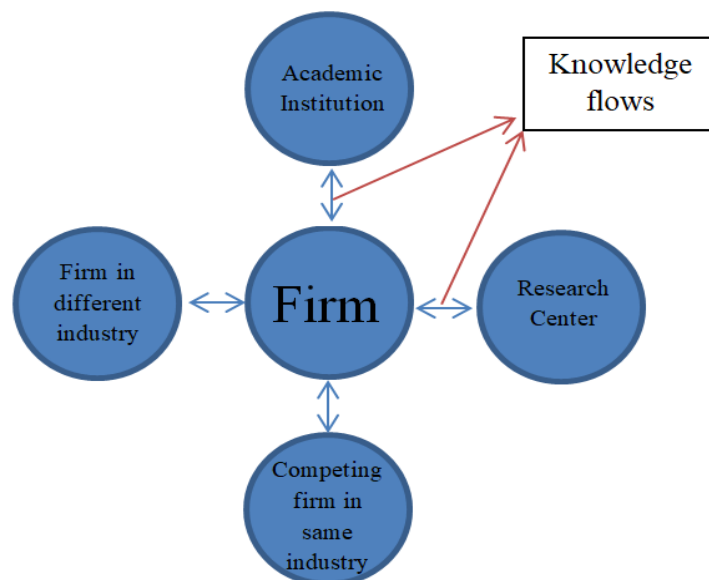 Academic
Institution
Knowledge
flows
Firm in
different
industry
Firm
Research
Center
Competing
firm in
same
industry